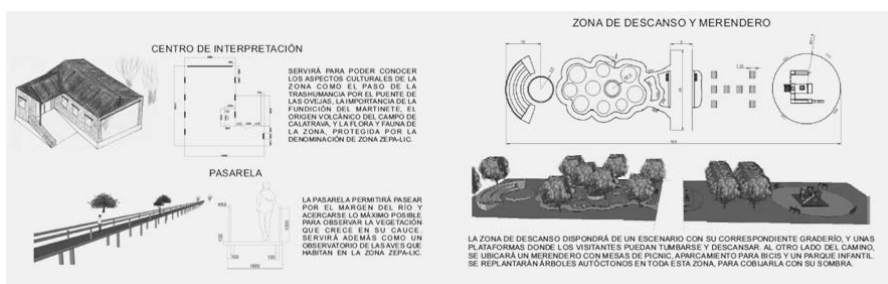 CENTRO DE INTERPRETACIÓN
SERVIRÁ PARA PODER CONOCER
LOS ASPECTOS CULTURALES DE LA
ZONA COMO EL PASO DE LA
TRASHUMANCIA POR EL PUENTE DE
LAS OVEJAS, LA IMPORTANCIA DE LA
FUNDICIÓN DEL MARTINETE, EL
ORIGEN VOLCÁNICO DEL CAMPO DE
CALATRAVA, Y LA FLORA Y FAUNA DE
LA ZONA, PROTEGIDA POR LA
DENOMINACIÓN DE ZONA ZEPA-LIC.
PASARELA
LA PASARELA PERMITIRÁ PASEAR
POR EL MARGEN DEL RÍO Y
ACERCARSE LO MÁXIMO POSIBLE
PARA OBSERVAR LA VEGETACIÓN
QUE CRECE EN SU CAUCE.
SERVIRÁ ADEMÁS COMO UN
OBSERVATORIO DE LAS AVES QUE
HABITAN EN LA ZONA ZEPA-LIC.
ZONA DE DESCANSO Y MERENDERO
LA ZONA DE DESCANSO DISPONDRÁ DE UN ESCENARIO CON SU CORRESPONDIENTE GRADERÍO, Y UNAS
PLATAFORMAS DONDE LOS VISITANTES PUEDAN TUMBARSE Y DESCANSAR. AL OTRO LADO DEL CAMINO,
SE UBICARÁ UN MERENDERO CON MESAS DE PICNIC, APARCAMIENTO PARA BICIS Y UN PARQUE INFANTIL.
SE REPLANTARÁN ÁRBOLES AUTÓCTONOS EN TODA ESTA ZONA, PARA COBIJARLA CON SU SOMBRA.